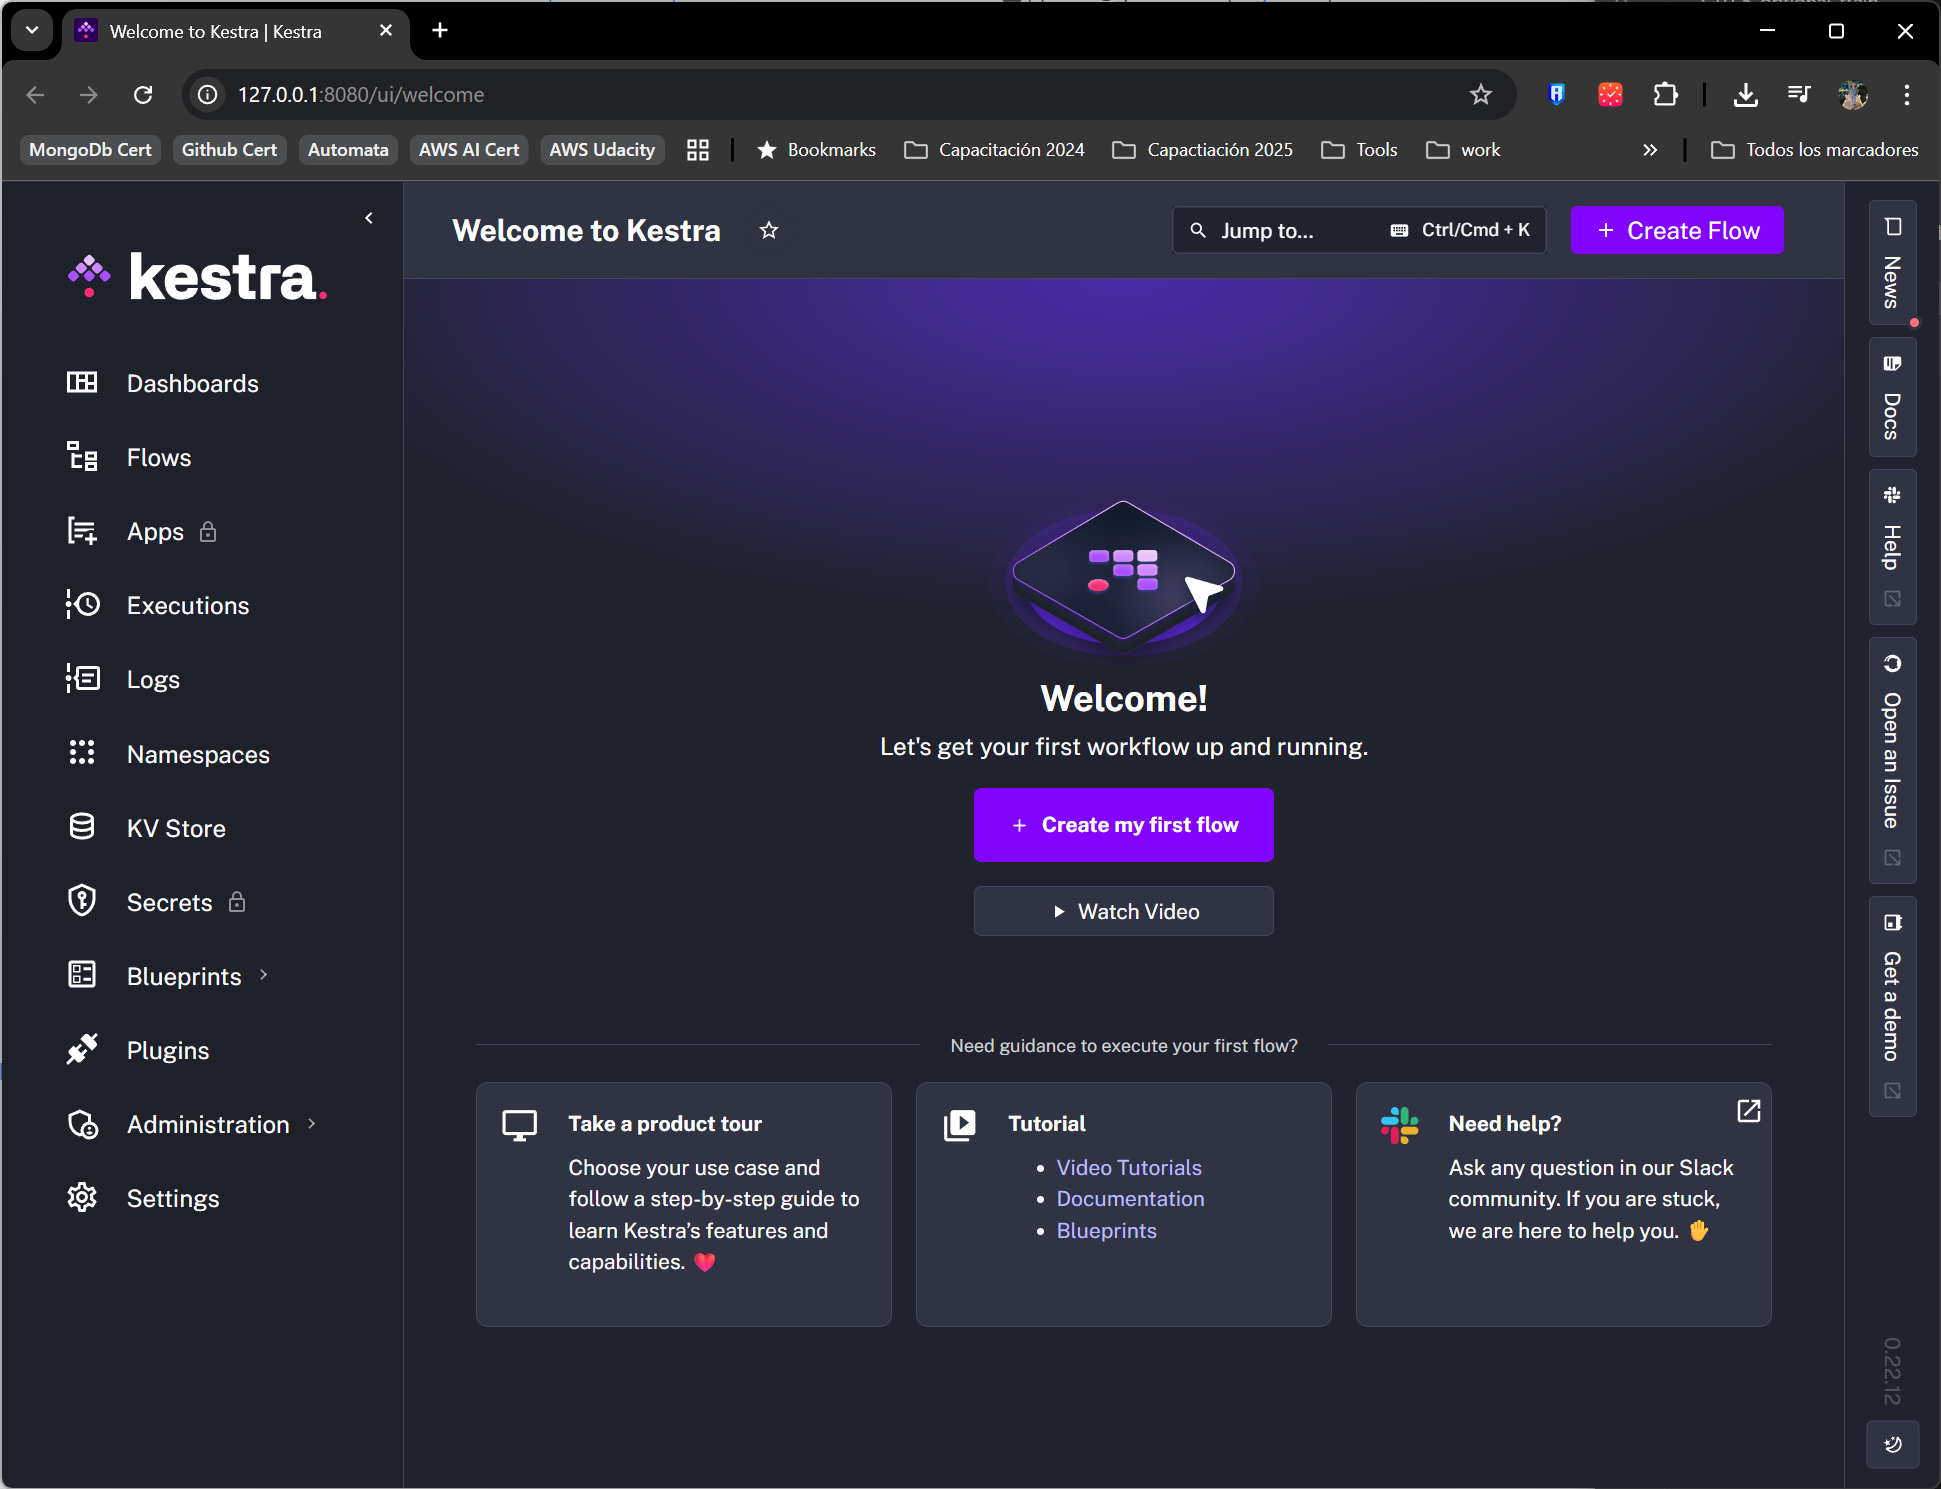 Welcome to Kestra | Kestra
127.0.0.1:8080/ui/welcome
MongoDb Cert
Github Cert
Automata
AWS AI Cert
AWS Udacity
Bookmarks
Capacitación 2024
Capactiación 2025
Tools
work
Todos los marcadores
kestra.
Dashboards
Flows
Apps
Executions
Logs
Namespaces
KV Store
Secrets
Blueprints
Plugins
Administration
Settings
Welcome to Kestra
Jump to...
Ctrl/Cmd + K
+ Create Flow
Welcome!
Let's get your first workflow up and running.
+ Create my first flow
Watch Video
Need guidance to execute your first flow?
Take a product tour
Choose your use case and
follow a step-by-step guide to
learn Kestra’s features and
capabilities. ❤️
Tutorial
• Video Tutorials
• Documentation
• Blueprints
Need help?
Ask any question in our Slack
community. If you are stuck,
we are here to help you. ✋
News
Docs
Help
Open an Issue
Get a demo
0.22.12